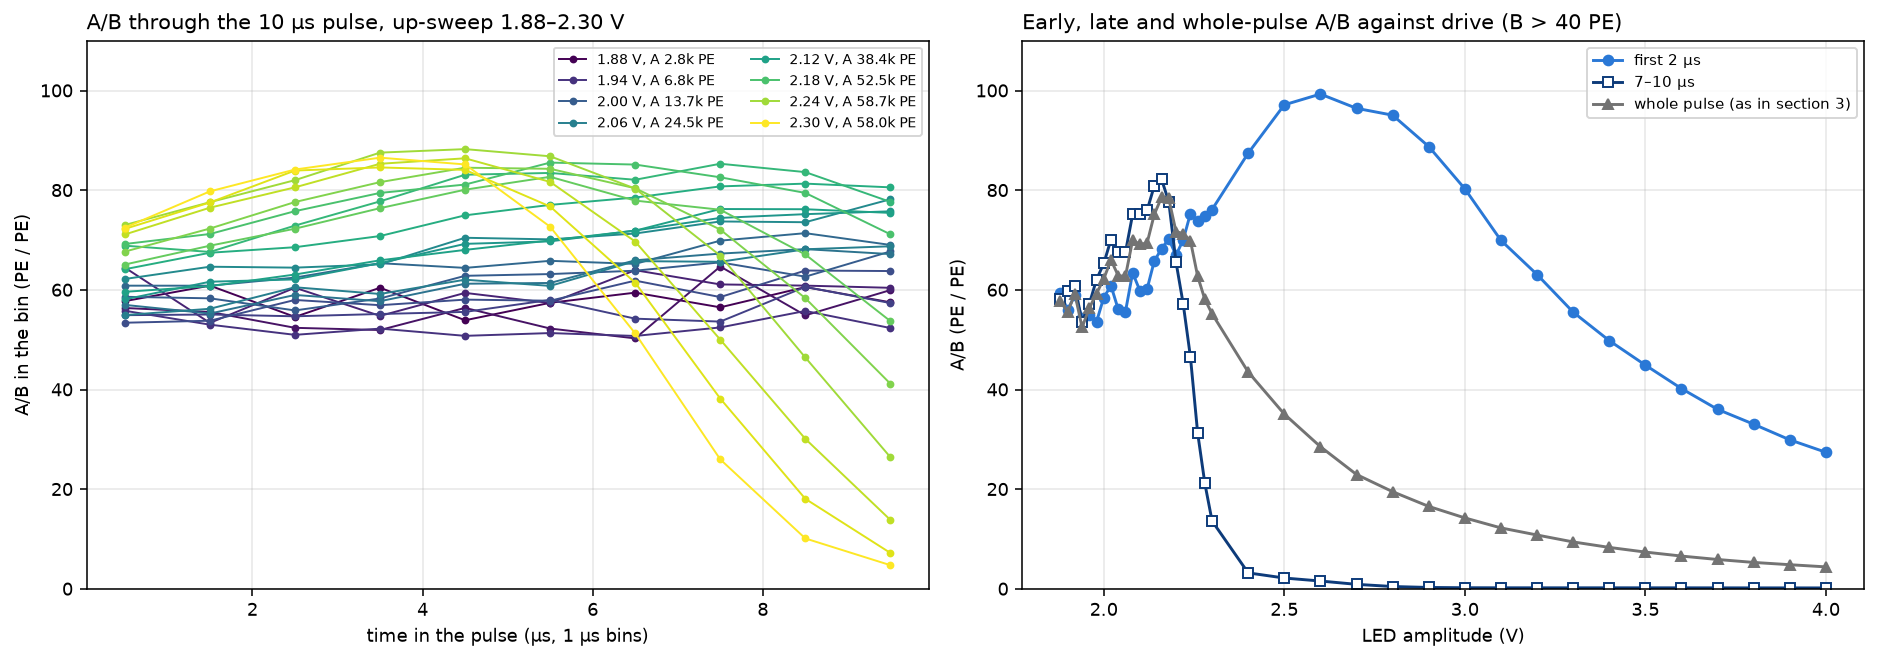 A/B through the 10 µs pulse, up-sweep 1.88–2.30 V
1.88 V, A 2.8k PE
1.94 V, A 6.8k PE
2.00 V, A 13.7k PE
2.06 V, A 24.5k PE
2.12 V, A 38.4k PE
2.18 V, A 52.5k PE
2.24 V, A 58.7k PE
2.30 V, A 58.0k PE
A/B in the bin (PE / PE)
100
80
60
40
20
0
2
4
6
8
time in the pulse (µs, 1 µs bins)
Early, late and whole-pulse A/B against drive (B > 40 PE)
first 2 µs
7–10 µs
whole pulse (as in section 3)
A/B (PE / PE)
100
80
60
40
20
0
2.0
2.5
3.0
3.5
4.0
LED amplitude (V)